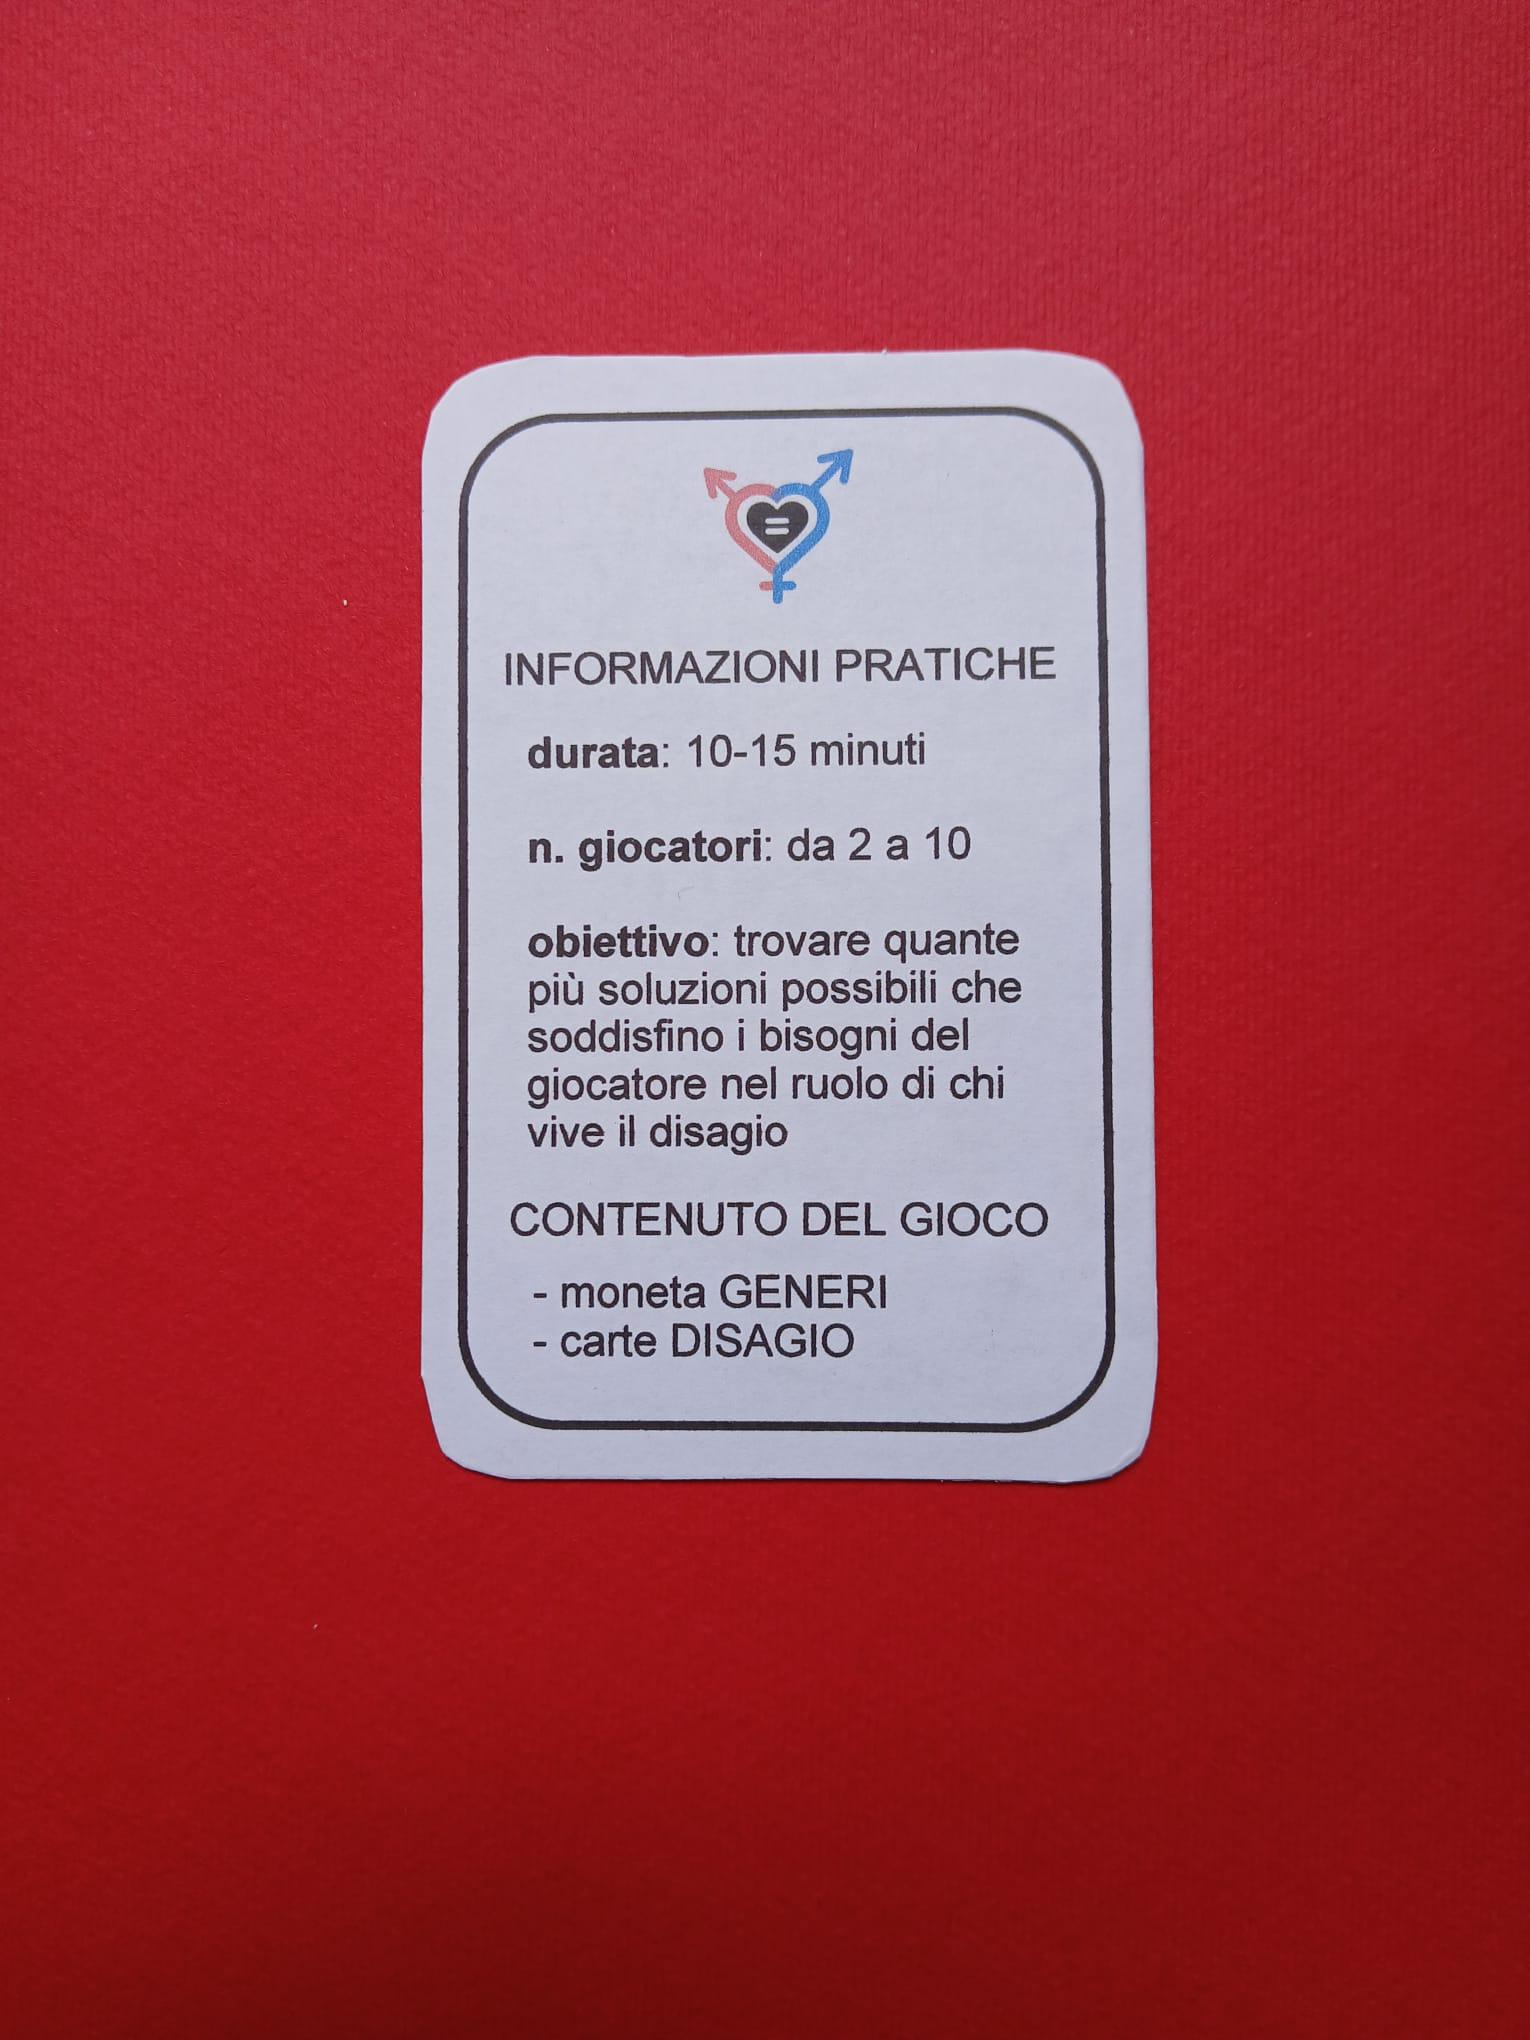 INFORMAZIONI PRATICHE
durata: 10-15 minuti
n. giocatori: da 2 a 10
obiettivo: trovare quante
più soluzioni possibili che
soddisfino i bisogni del
giocatore nel ruolo di chi
vive il disagio
CONTENUTO DEL GIOCO
- moneta GENERI
- carte DISAGIO